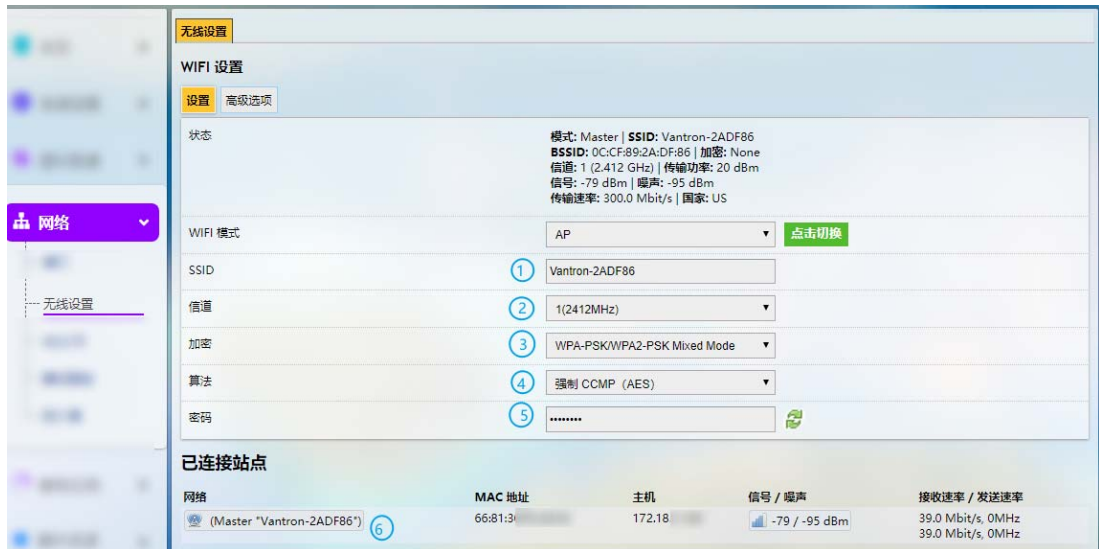 无线设置
WIFI 设置
设置 高级选项
状态
模式: Master | SSID: Vantron-2ADF86
BSSID: 0C:CF:89:2A:DF:86 | 加密: None
信道: 1 (2.412 GHz) | 传输功率: 20 dBm
信号: -79 dBm | 噪声: -95 dBm
传输速率: 300.0 Mbit/s | 国家: US
网络
WIFI 模式 AP 点击切换
SSID 1 Vantron-2ADF86
无线设置
信道 2 1(2412MHz)
加密 3 WPA-PSK/WPA2-PSK Mixed Mode
算法 4 强制 CCMP（AES）
密码 5 ••••••••
已连接站点
网络 MAC 地址 主机 信号 / 噪声 接收速率 / 发送速率
(Master "Vantron-2ADF86") 6 66:81:3 172.18 -79 / -95 dBm 39.0 Mbit/s, 0MHz
39.0 Mbit/s, 0MHz